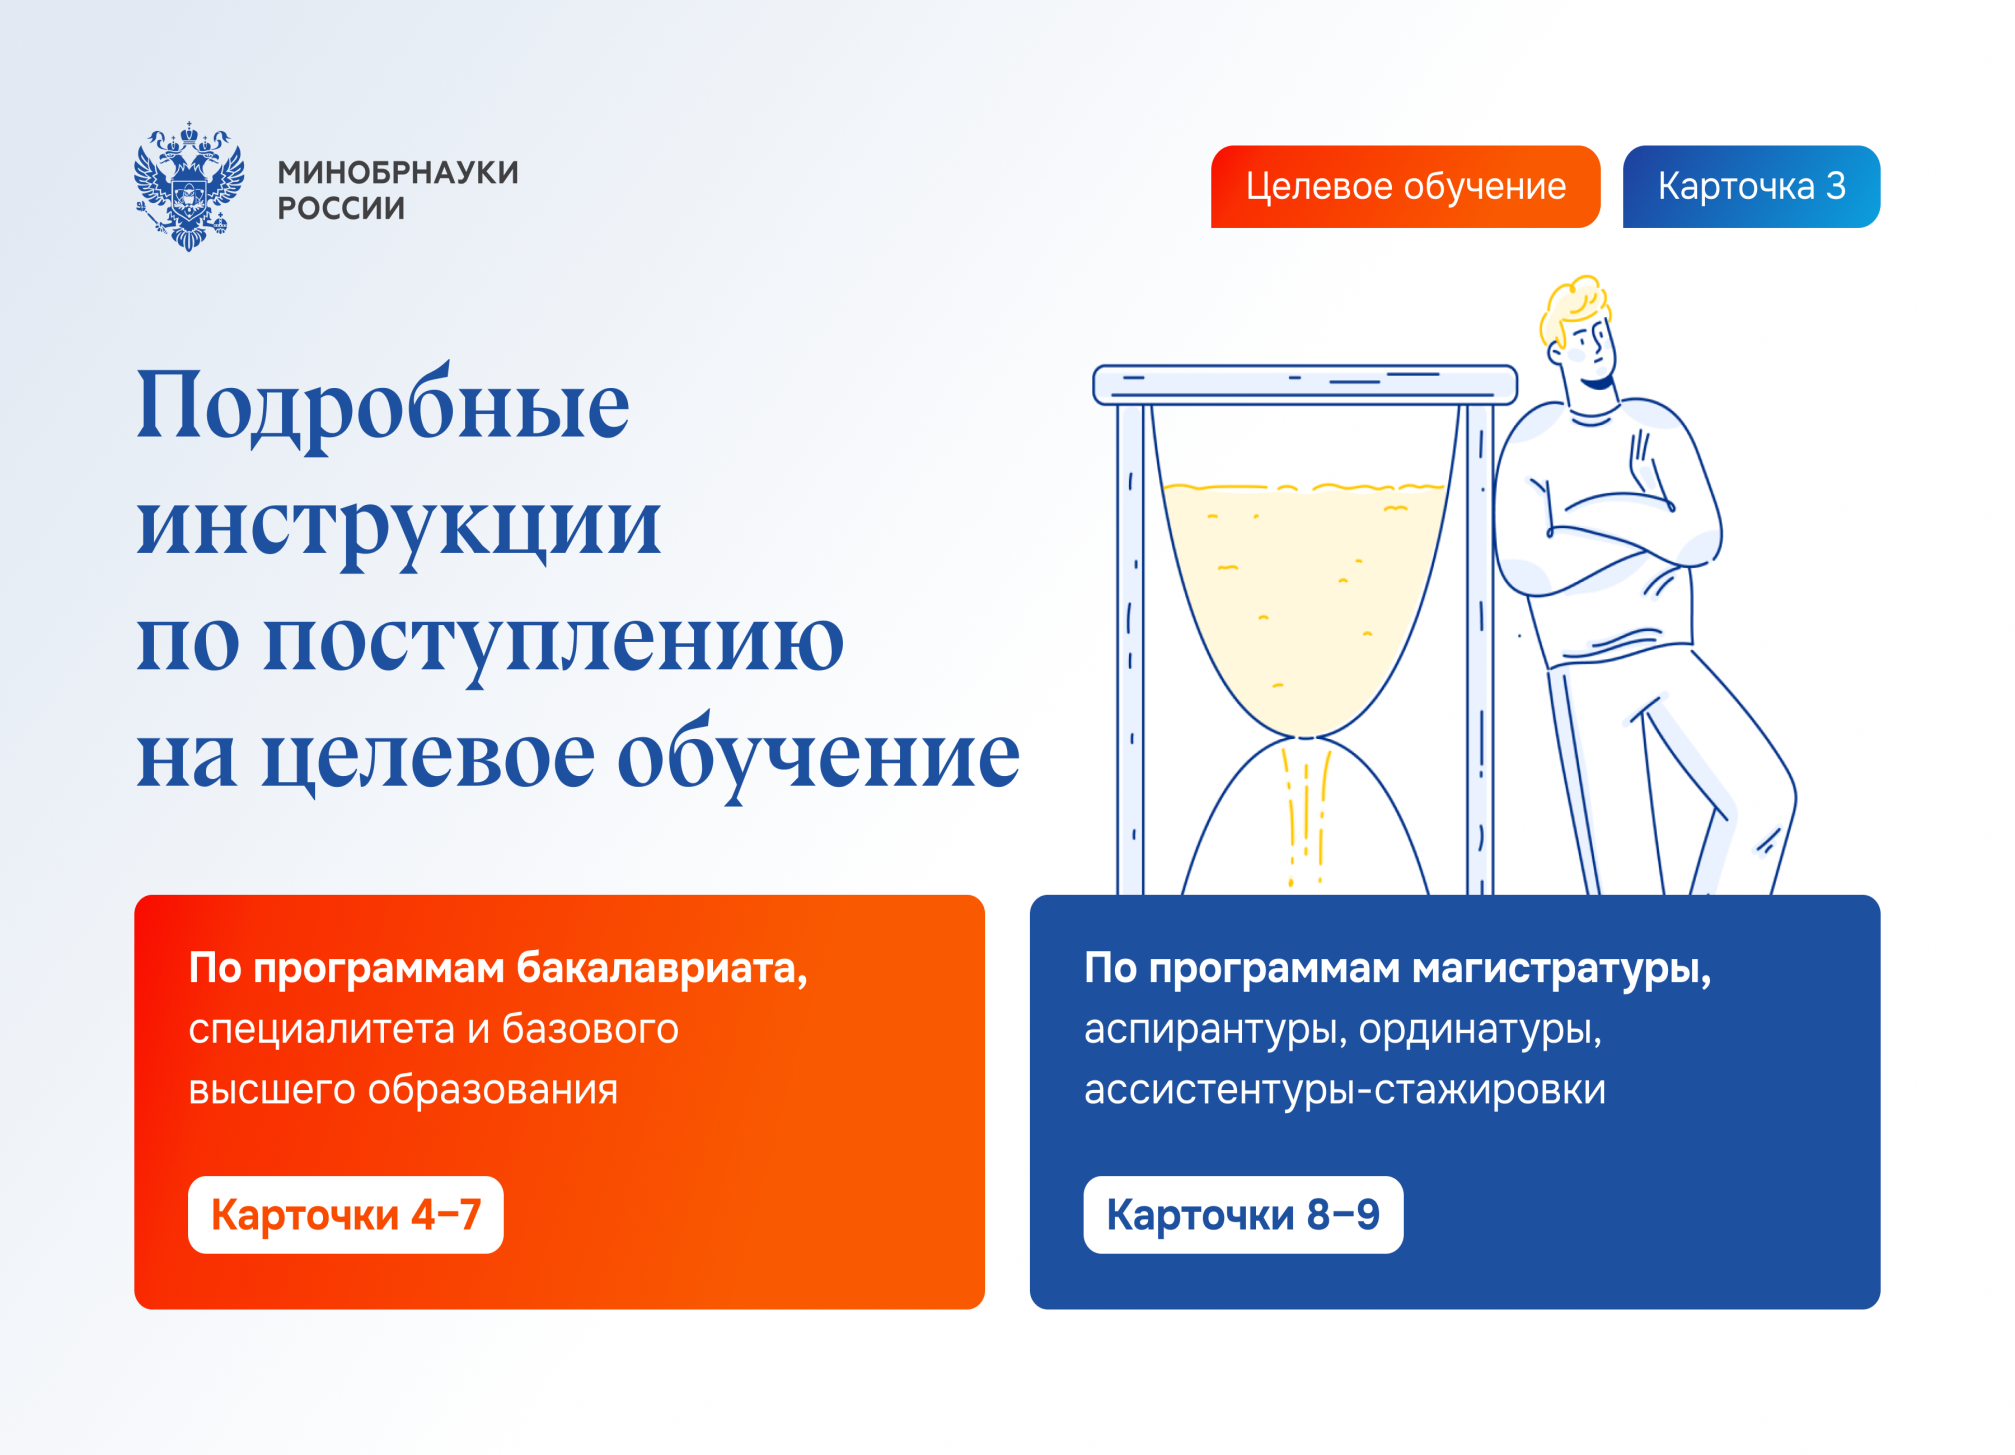 МИНОБРНАУКИ
РОССИИ
Целевое обучение
Карточка 3
Подробные
инструкции
по поступлению
на целевое обучение
По программам бакалавриата,
специалитета и базового
высшего образования
Карточки 4–7
По программам магистратуры,
аспирантуры, ординатуры,
ассистентуры-стажировки
Карточки 8–9